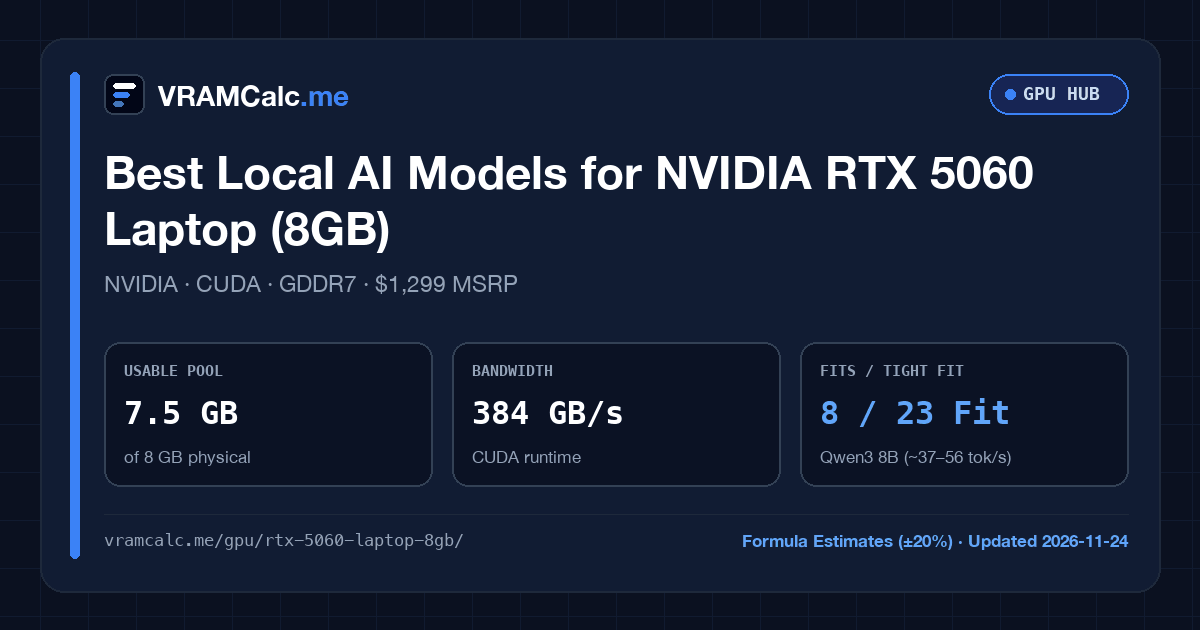 VRAMCalc.me
GPU HUB
Best Local AI Models for NVIDIA RTX 5060
Laptop (8GB)
NVIDIA · CUDA · GDDR7 · $1,299 MSRP
USABLE POOL
7.5 GB
of 8 GB physical
BANDWIDTH
384 GB/s
CUDA runtime
FITS / TIGHT FIT
8 / 23 Fit
Qwen3 8B (~37–56 tok/s)
vramcalc.me/gpu/rtx-5060-laptop-8gb/
Formula Estimates (±20%) · Updated 2026-11-24